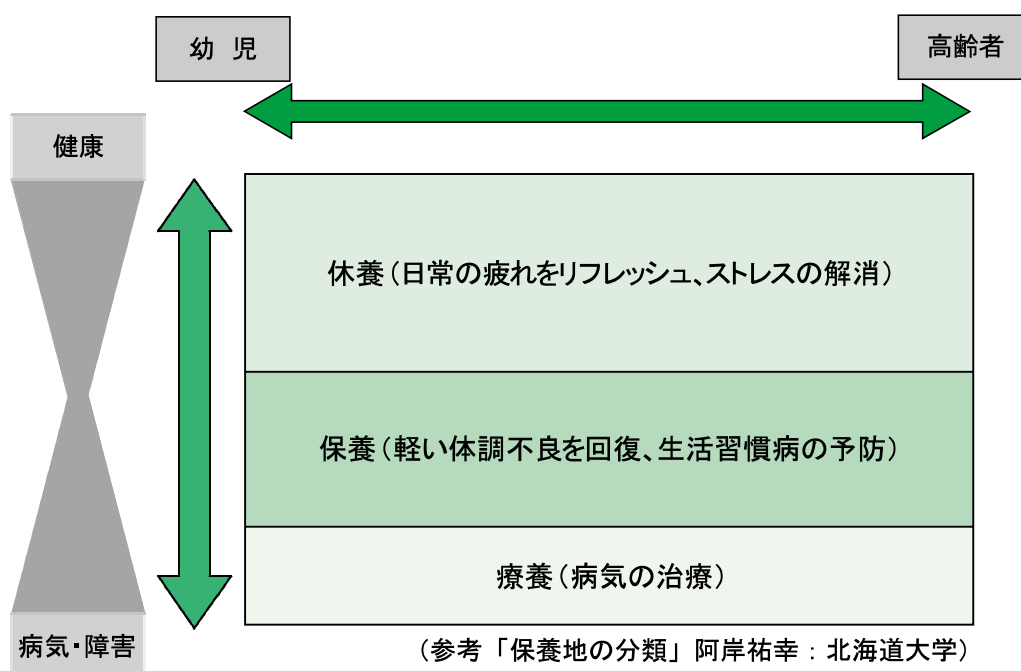 幼 児
高齢者
健康
休養（日常の疲れをリフレッシュ、ストレスの解消）
保養（軽い体調不良を回復、生活習慣病の予防）
療養（病気の治療）
病気・障害
（参考 「保養地の分類」 阿岸祐幸：北海道大学）